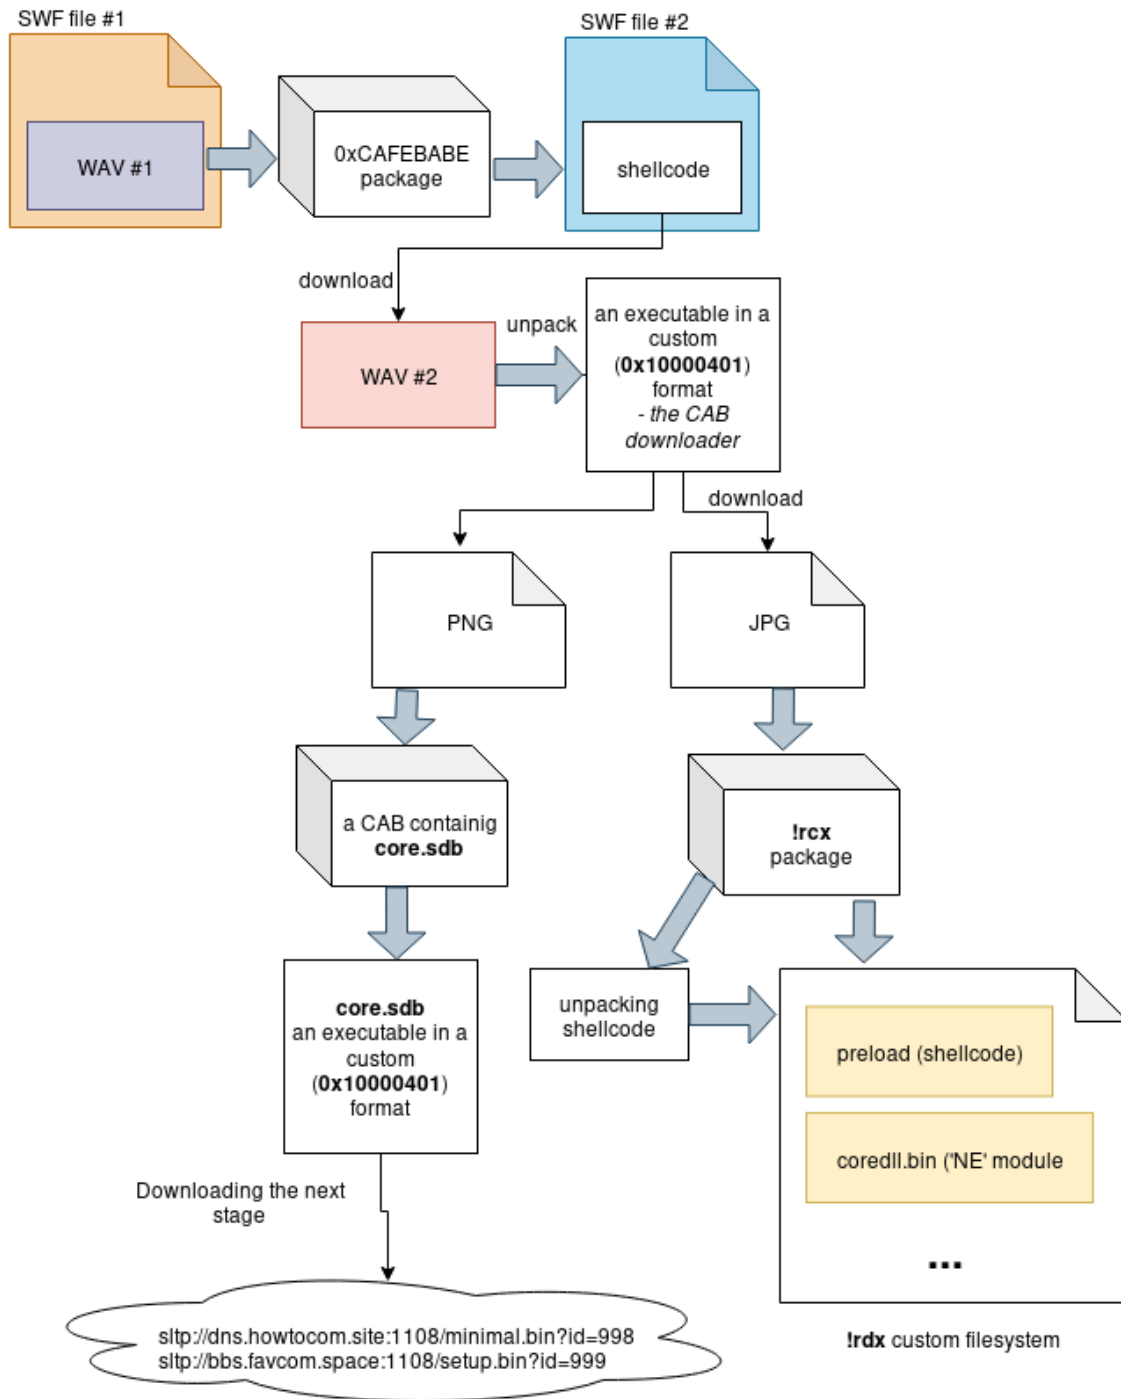 SWF file #1
SWF file #2
WAV #1
0xCAFEBABE
package
shellcode
download
WAV #2
unpack
an executable in a
custom
(0x10000401)
format
- the CAB
downloader
download
PNG
JPG
a CAB containig
core.sdb
!rcx
package
core.sdb
an executable in a
custom
(0x10000401)
format
unpacking
shellcode
preload (shellcode)
coredll.bin ('NE' module
...
Downloading the next
stage
sltp://dns.howtocom.site:1108/minimal.bin?id=998
sltp://bbs.favcom.space:1108/setup.bin?id=999
!rdx custom filesystem